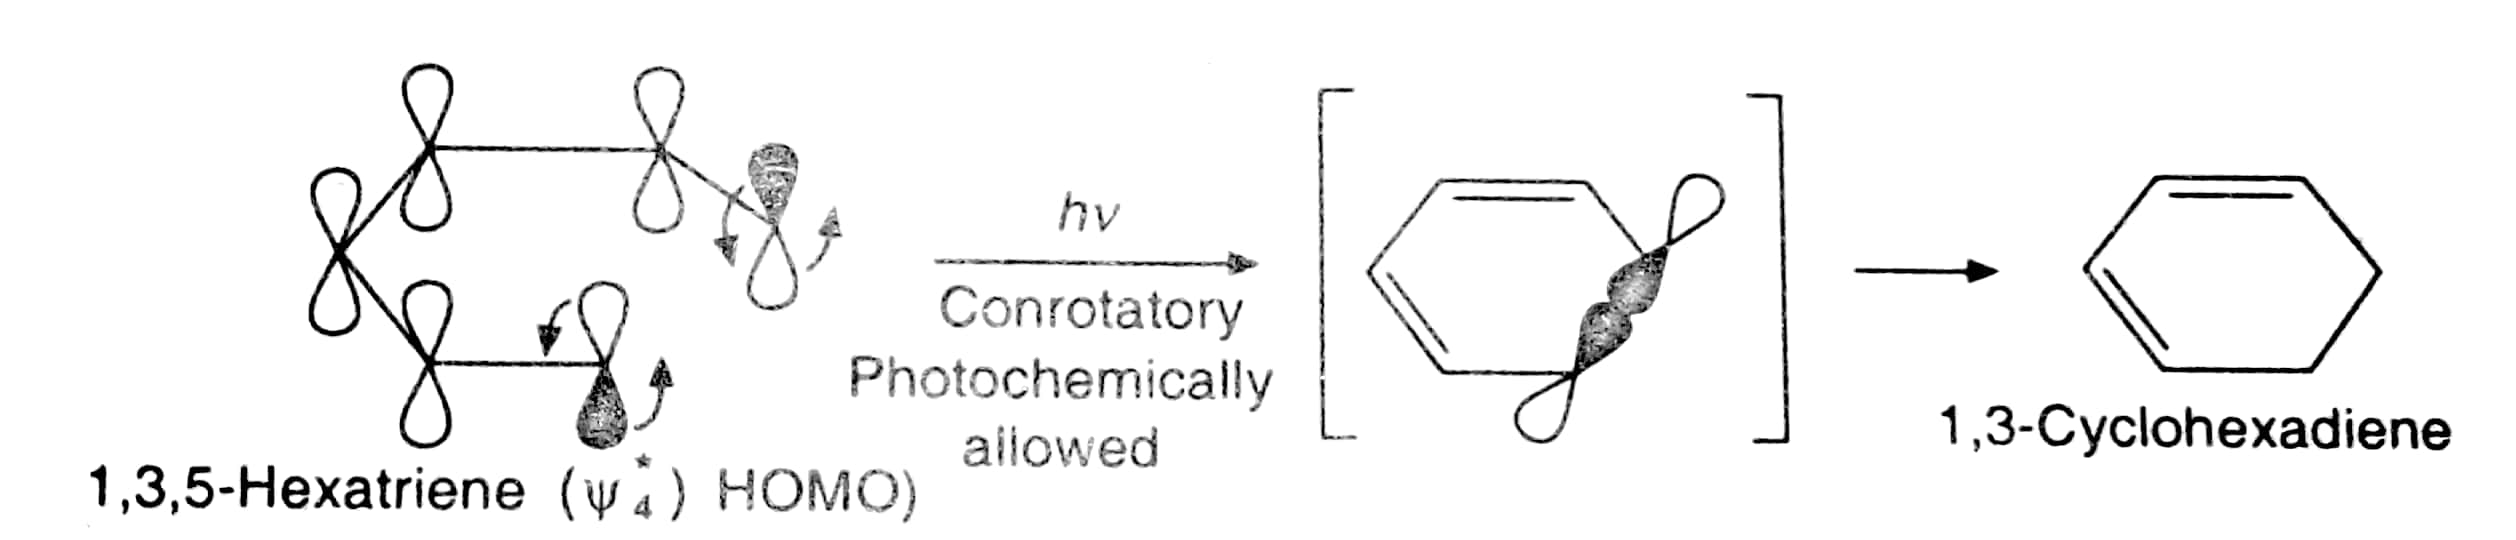 hν
Conrotatory
Photochemically
allowed
1,3,5-Hexatriene (ψ*4) HOMO)
1,3-Cyclohexadiene